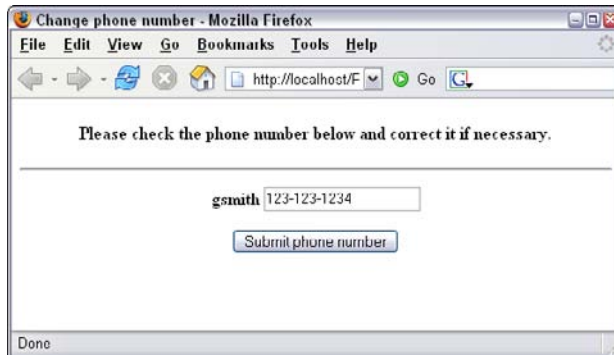 Change phone number - Mozilla Firefox
File Edit View Go Bookmarks Tools Help
http://localhost/F Go G
Please check the phone number below and correct it if necessary.
gsmith 123-123-1234
Submit phone number
Done